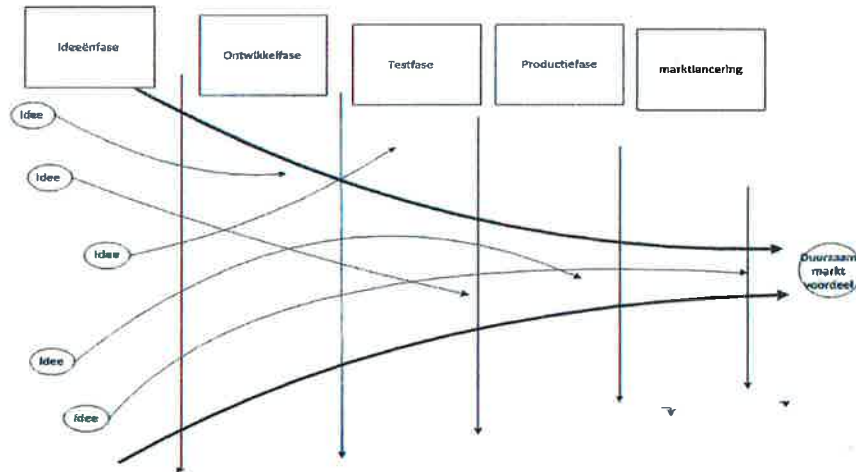 Ideeënfase
Ontwikkelfase
Testfase
Productiefase
marktlancering
Idee
Idee
Idee
Idee
Idee
Duurzaam
markt
voordeel